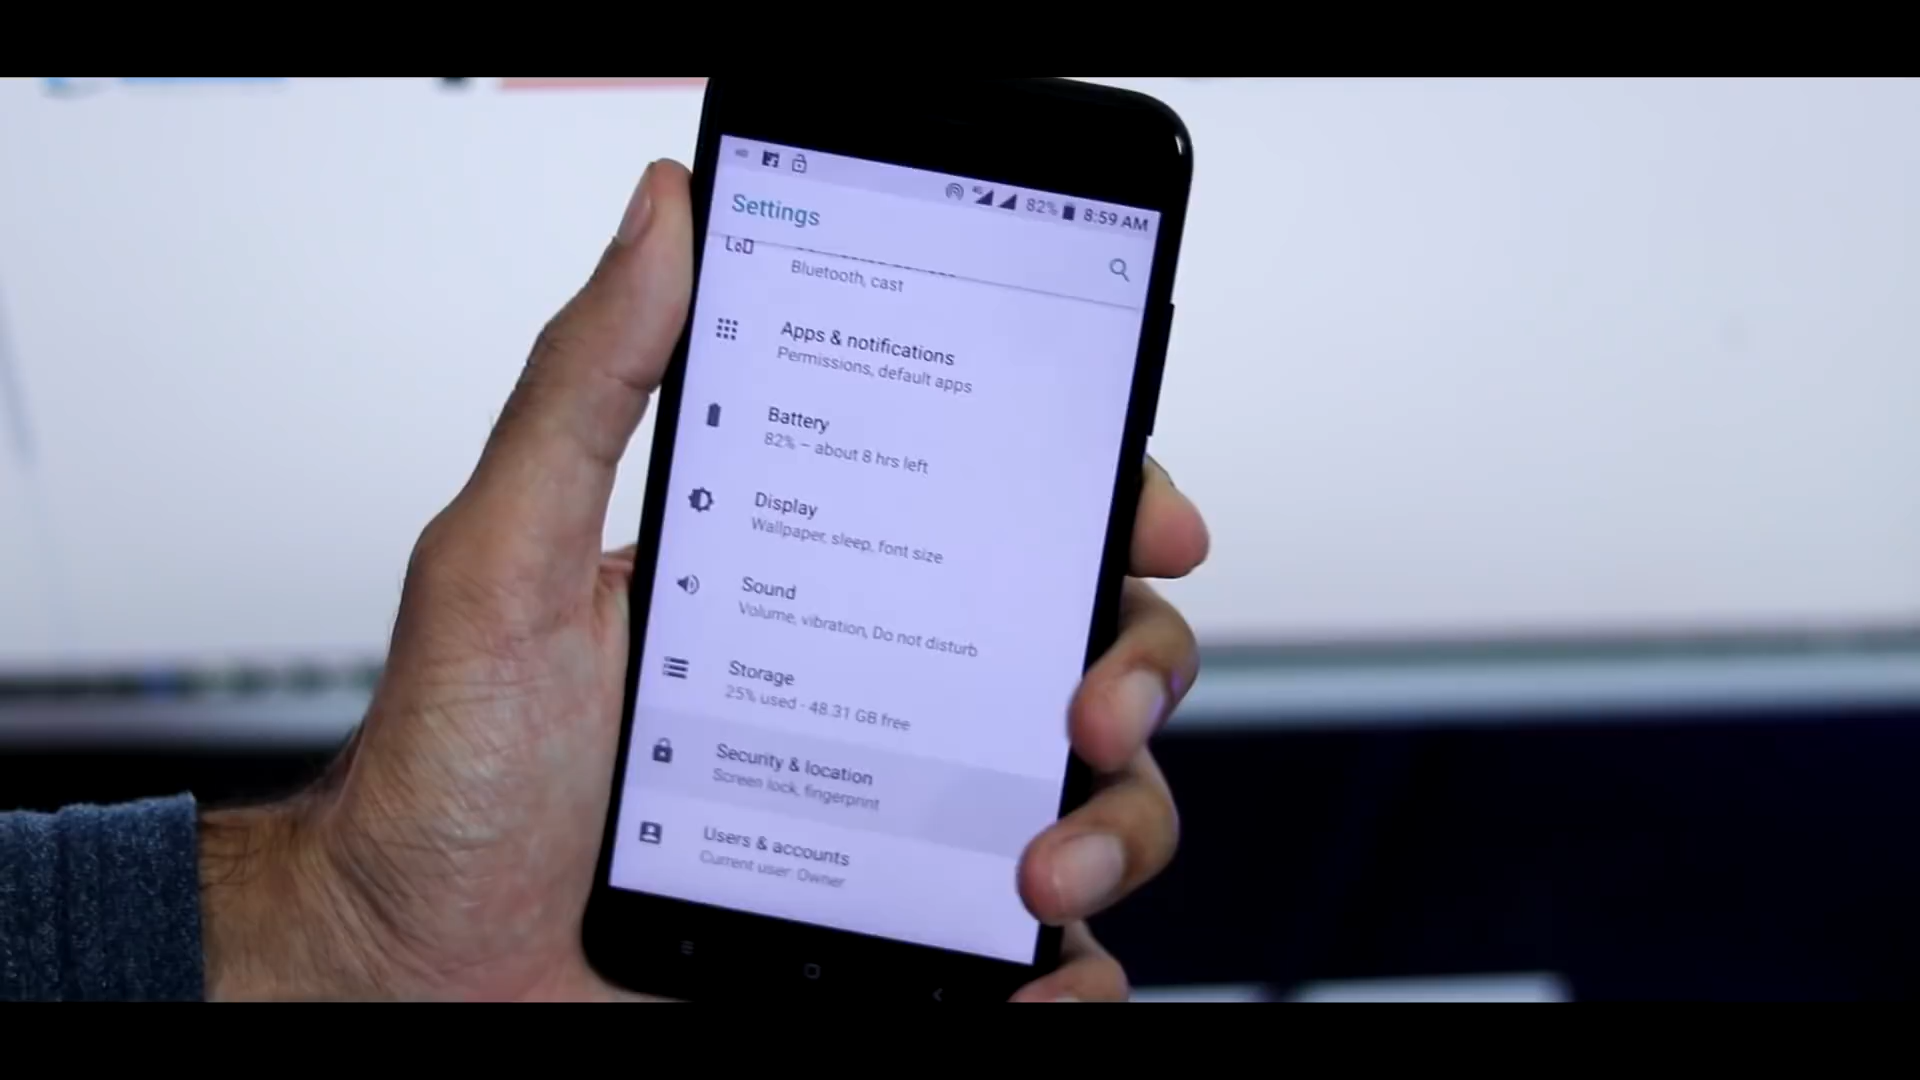 4G 82% 8:59 AM
Settings
Bluetooth, cast
Apps & notifications
Permissions, default apps
Battery
82% – about 8 hrs left
Display
Wallpaper, sleep, font size
Sound
Volume, vibration, Do not disturb
Storage
25% used - 48.31 GB free
Security & location
Screen lock, fingerprint
Users & accounts
Current user: Owner